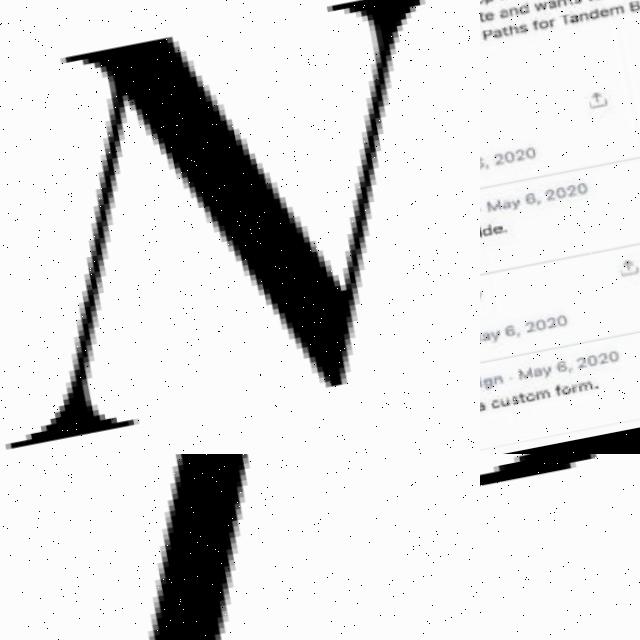 N
te and wants
Paths for Tandem B
, 2020
May 6, 2020
de.
ay 6, 2020
ign · May 6, 2020
a custom form.